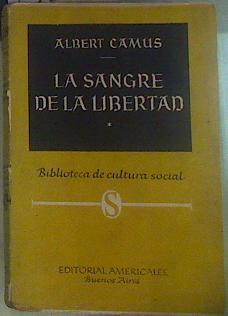 ALBERT CAMUS
LA SANGRE
DE LA LIBERTAD
*
Biblioteca de cultura social
S
EDITORIAL AMERICALEE
Buenos Aires